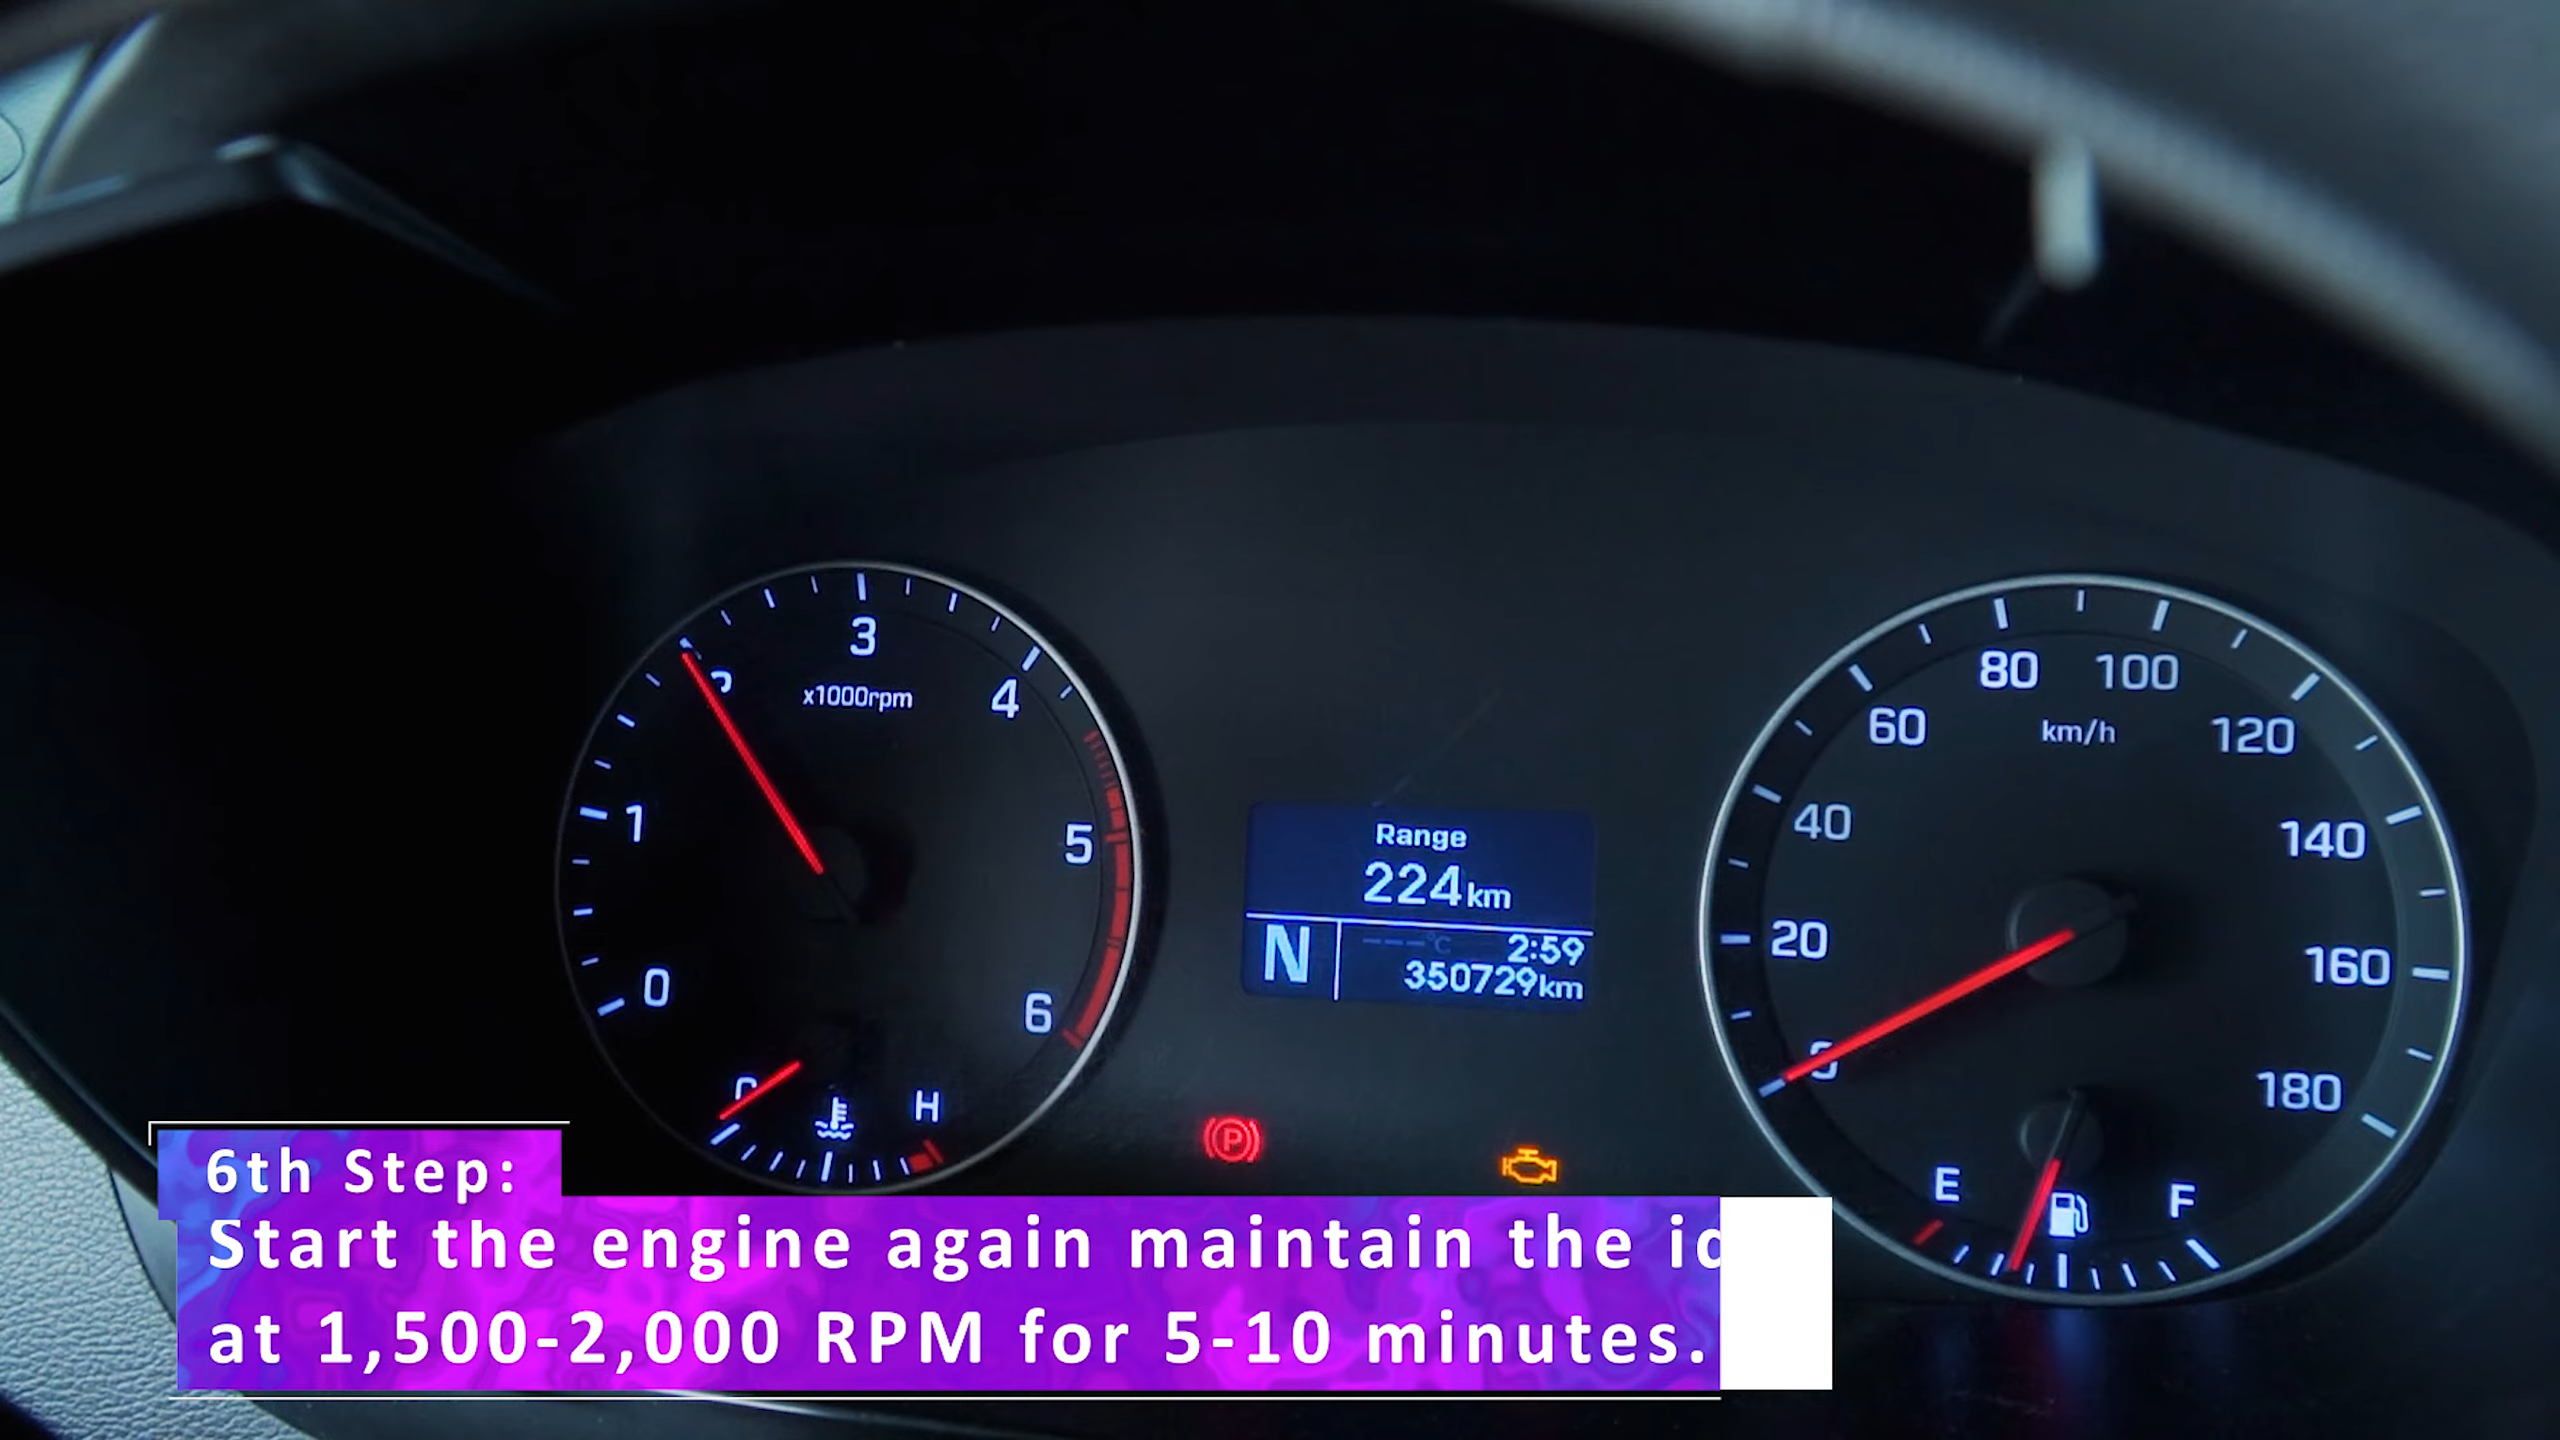 3
2
x1000rpm
4
1
5
0
6
C
H
Range
224km
N
---°C 2:59
350729km
80 100
60
km/h
120
40
140
20
160
0
180
E
F
P
6th Step:
Start the engine again maintain the
at 1,500-2,000 RPM for 5-10 minutes.